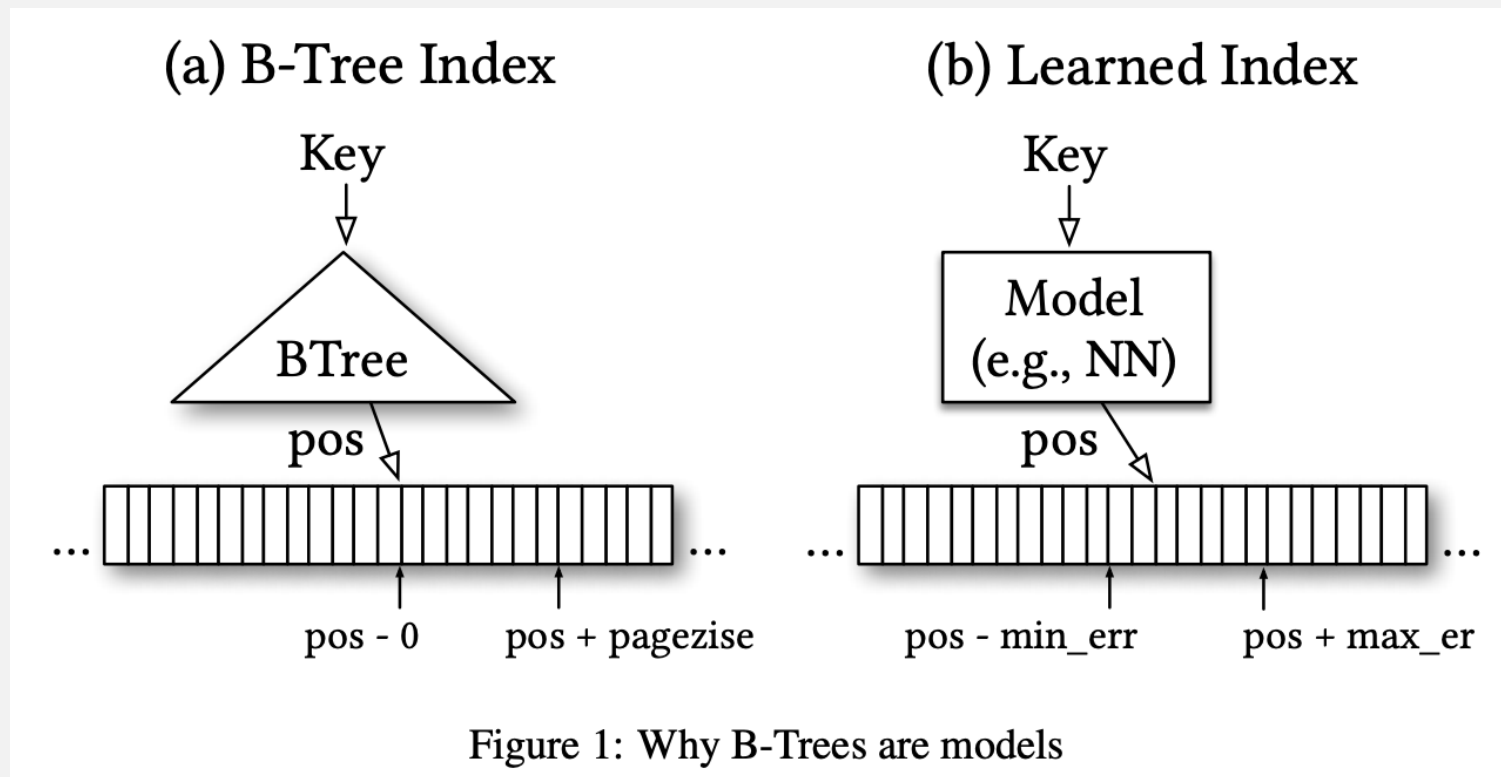 (a) B-Tree Index
Key
BTree
pos
... ...
pos - 0 pos + pagezise
(b) Learned Index
Key
Model
(e.g., NN)
pos
... ...
pos - min_err pos + max_er
Figure 1: Why B-Trees are models